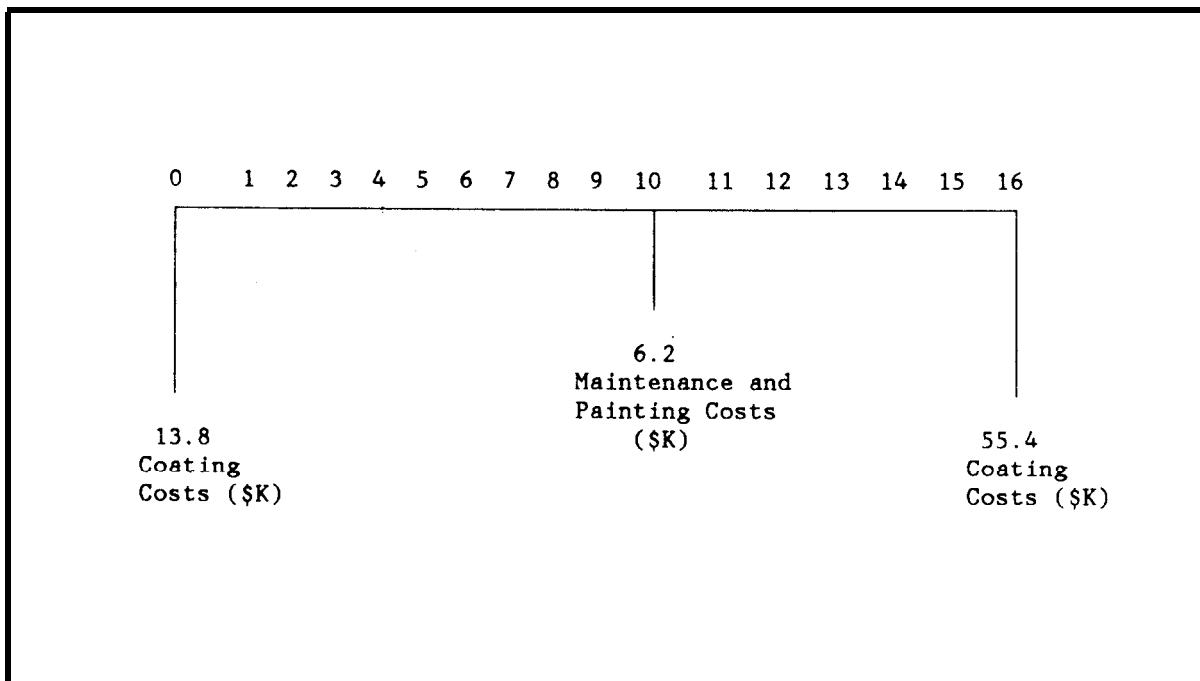 0 1 2 3 4 5 6 7 8 9 10 11 12 13 14 15 16
6.2
Maintenance and
Painting Costs
($K)
13.8
Coating
Costs ($K)
55.4
Coating
Costs ($K)